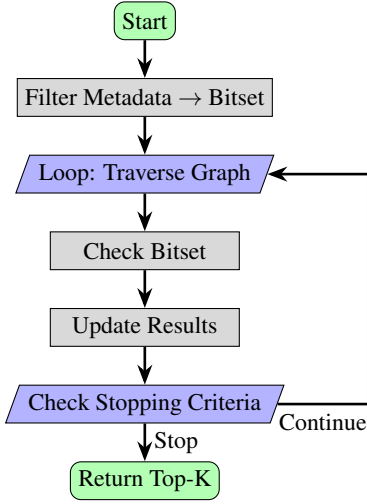 Start
Filter Metadata → Bitset
Loop: Traverse Graph
Check Bitset
Update Results
Check Stopping Criteria
Continue
Stop
Return Top-K